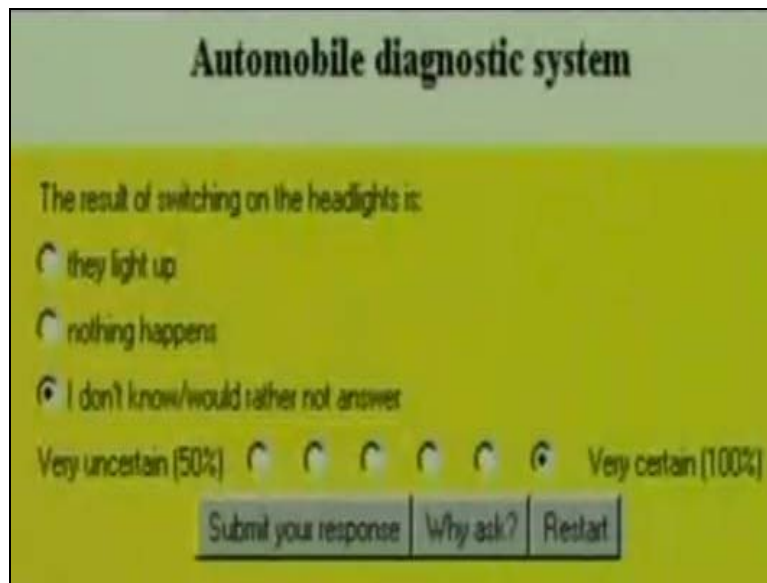 Automobile diagnostic system
The result of switching on the headlights is:
they light up
nothing happens
I don't know/would rather not answer
Very uncertain (50%) Very certain (100%)
Submit your response Why ask? Restart